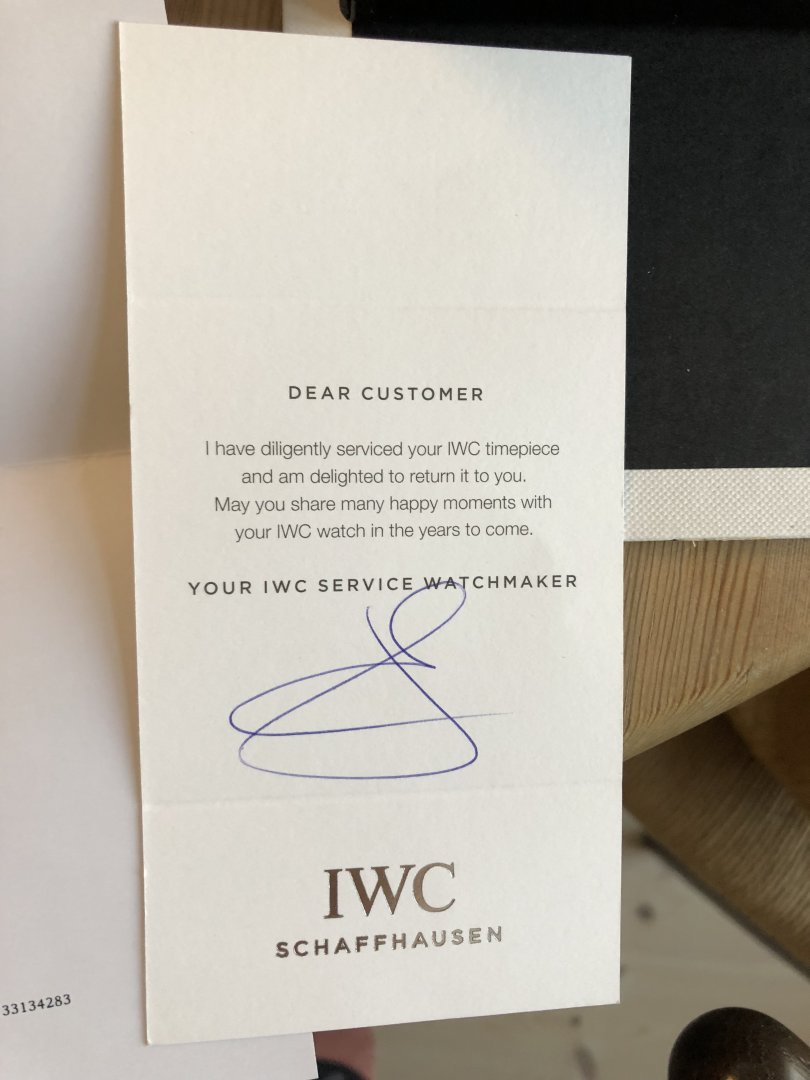 DEAR CUSTOMER
I have diligently serviced your IWC timepiece
and am delighted to return it to you.
May you share many happy moments with
your IWC watch in the years to come.
YOUR IWC SERVICE WATCHMAKER
IWC
SCHAFFHAUSEN
33134283